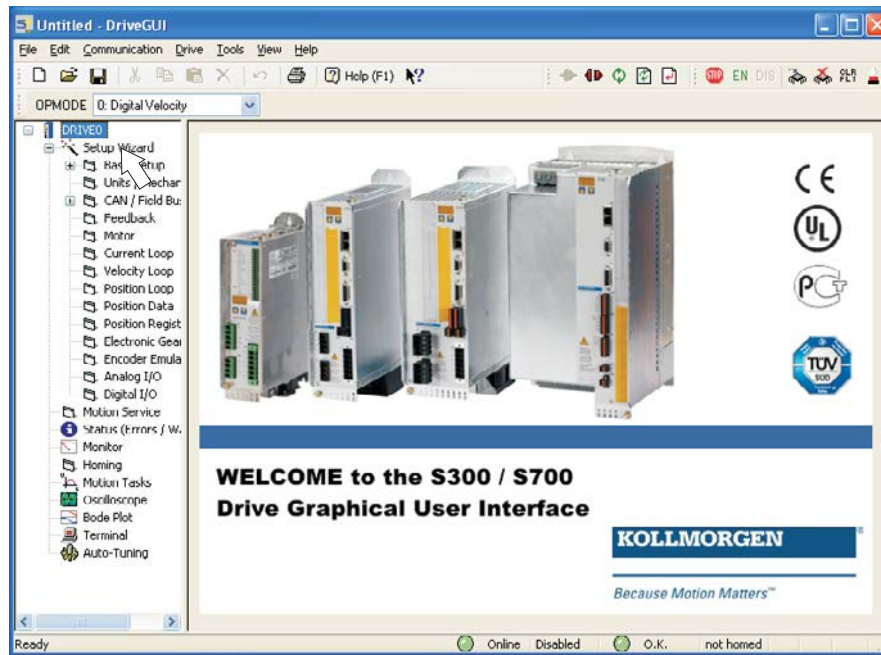 Untitled - DriveGUI
File Edit Communication Drive Tools View Help
Help (F1)
STOP EN DIS
OPMODE 0: Digital Velocity
DRIVE0
Setup Wizard
Units
CAN / Field Bu:
Feedback
Motor
Current Loop
Velocity Loop
Position Loop
Position Data
Position Regist
Electronic Gear
Encoder Emula
Analog I/O
Digital I/O
Motion Service
Status (Errors / W.
Monitor
Homing
Motion Tasks
Oscilloscope
Bode Plot
Terminal
Auto-Tuning
CE
UL
TÜV
SÜD
WELCOME to the S300 / S700
Drive Graphical User Interface
KOLLMORGEN®
Because Motion Matters™
Ready
Online Disabled O.K. not homed